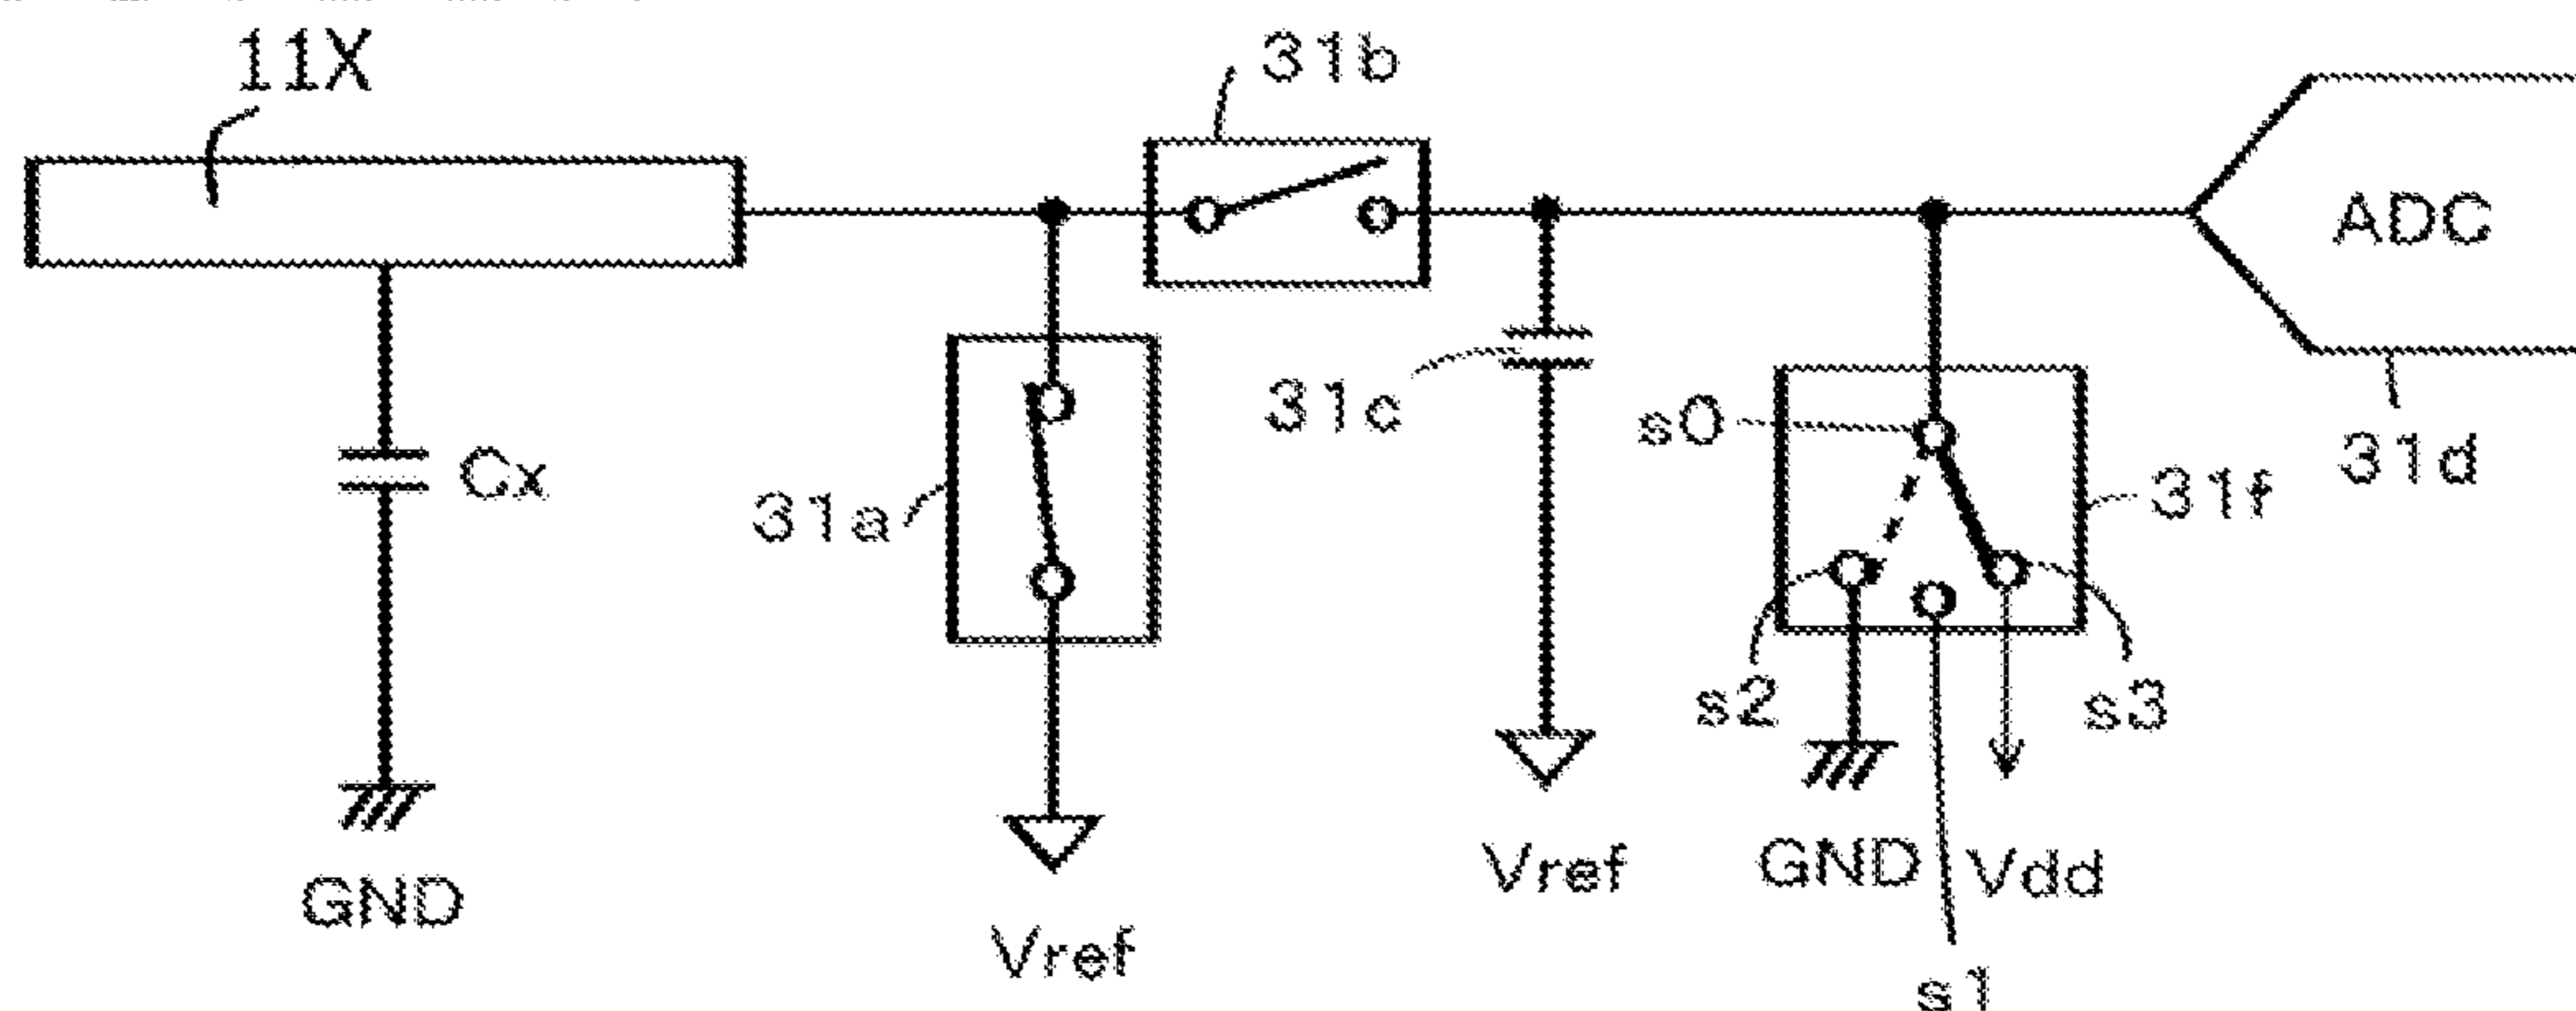 11X
31b
ADC
31c
s0
31d
Cx
31a
31f
s2
s3
Vref
GND
Vdd
GND
Vref
s1